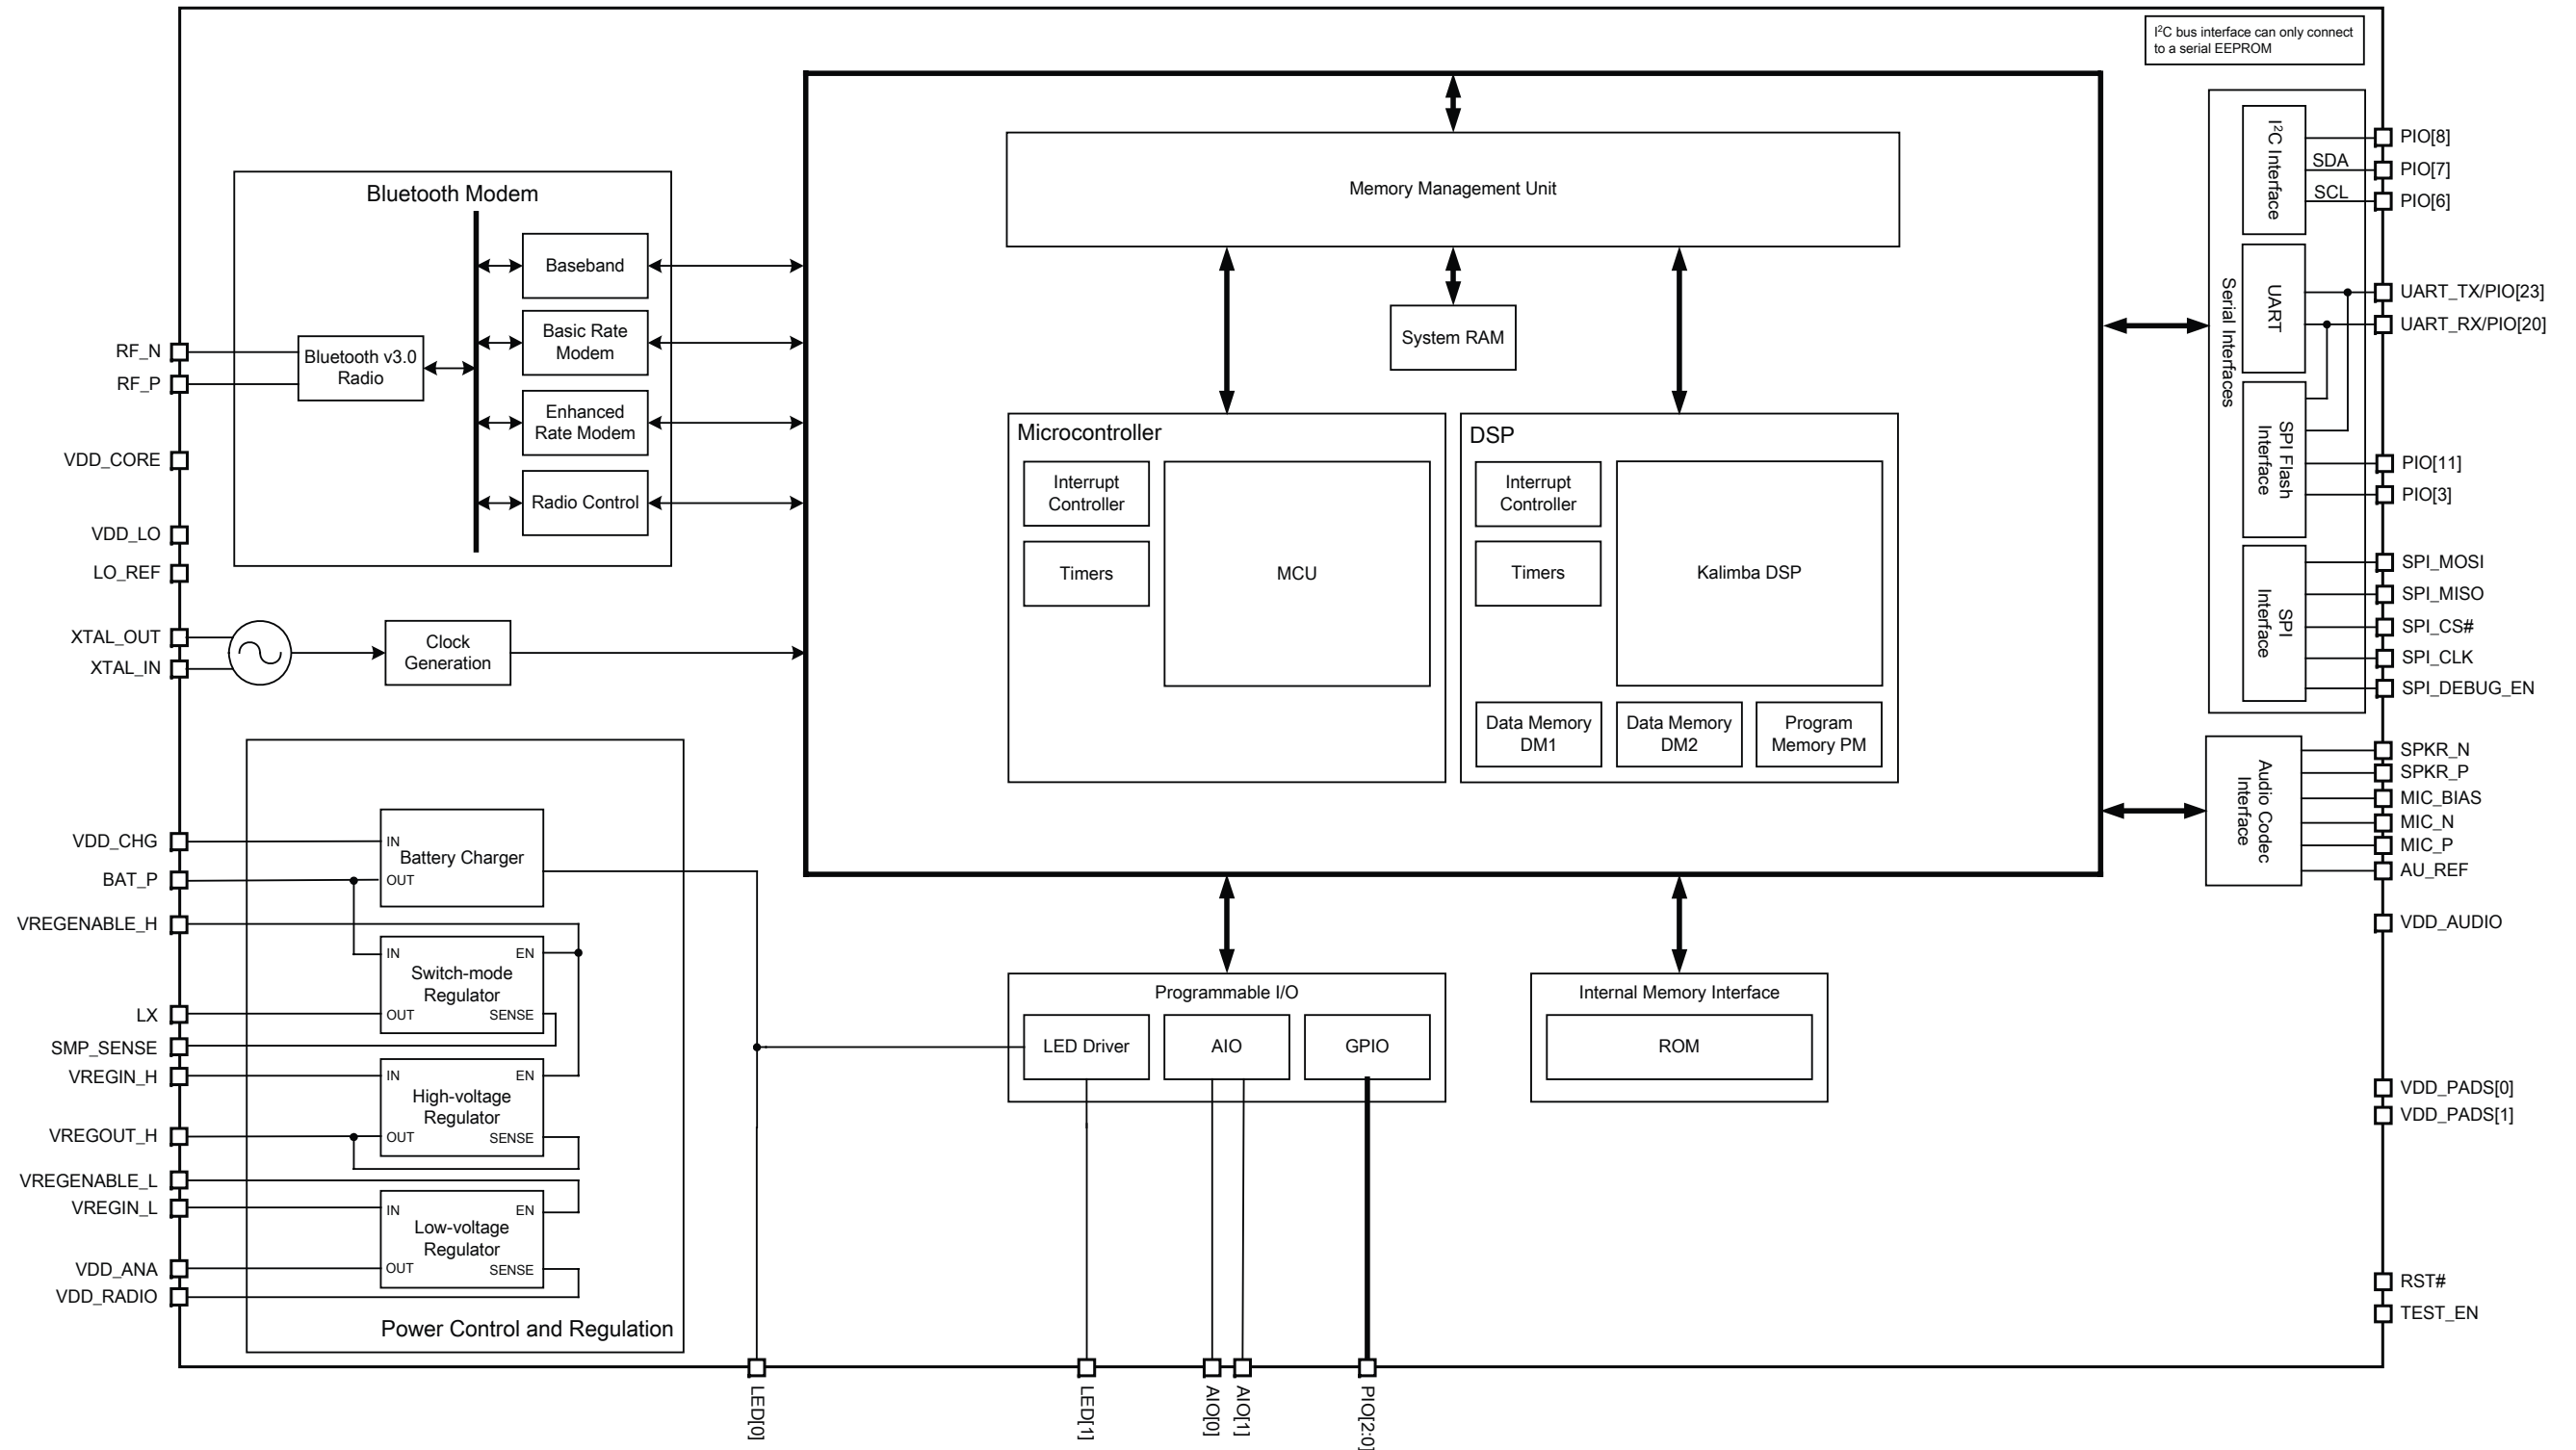 I²C bus interface can only connect
to a serial EEPROM
Bluetooth Modem
Baseband
Basic Rate
Modem
Enhanced
Rate Modem
Radio Control
Bluetooth v3.0
Radio
RF_N
RF_P
VDD_CORE
VDD_LO
LO_REF
XTAL_OUT
XTAL_IN
Clock
Generation
Memory Management Unit
System RAM
Microcontroller
Interrupt
Controller
Timers
MCU
DSP
Interrupt
Controller
Timers
Kalimba DSP
Data Memory
DM1
Data Memory
DM2
Program
Memory PM
Serial Interfaces
I²C Interface
SDA
SCL
PIO[8]
PIO[7]
PIO[6]
UART
UART_TX/PIO[23]
UART_RX/PIO[20]
SPI Flash
Interface
PIO[11]
PIO[3]
SPI
Interface
SPI_MOSI
SPI_MISO
SPI_CS#
SPI_CLK
SPI_DEBUG_EN
Audio Codec
Interface
SPKR_N
SPKR_P
MIC_BIAS
MIC_N
MIC_P
AU_REF
VDD_AUDIO
VDD_PADS[0]
VDD_PADS[1]
RST#
TEST_EN
VDD_CHG
BAT_P
VREGENABLE_H
LX
SMP_SENSE
VREGIN_H
VREGOUT_H
VREGENABLE_L
VREGIN_L
VDD_ANA
VDD_RADIO
IN
Battery Charger
OUT
IN
EN
Switch-mode
Regulator
OUT
SENSE
IN
EN
High-voltage
Regulator
OUT
SENSE
IN
EN
Low-voltage
Regulator
OUT
SENSE
Power Control and Regulation
Programmable I/O
LED Driver
AIO
GPIO
Internal Memory Interface
ROM
LED[0]
LED[1]
AIO[0]
AIO[1]
PIO[2:0]